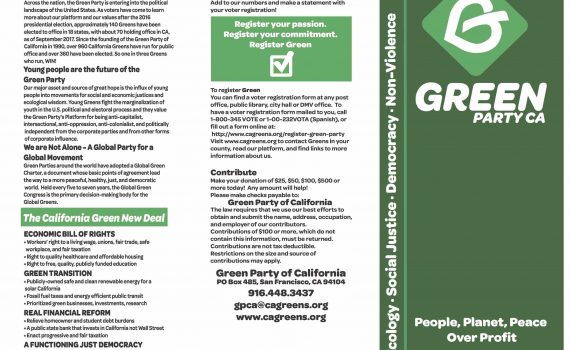 Across the nation, the Green Party is entering into the political
landscape of the United States. As voters have come to learn
more about our platform and our values after the 2016
presidential election, approximately 140 Greens have been
elected to office in 18 states, with about 70 holding office in CA,
as of September 2017. Since the founding of the Green Party of
California in 1990, over 960 California Greens have run for public
office and over 360 have been elected. So one in three Greens
who run, WIN!
Young people are the future of the
Green Party
Our major asset and source of great hope is the influx of young
people into movements for social and economic justice and
ecological wisdom. Young Greens fight the marginalization of
youth in the U.S. political and electoral process and they value
the Green Party's Platform for being anti-capitalist,
intersectional, anti-oppression, anti-colonialist, and politically
independent from the corporate parties and from other forms
of corporate influence.
We are Not Alone - A Global Party for a
Global Movement
Green Parties around the world have adopted a Global Green
Charter, a document whose basic points of agreement lead
the way to a more peaceful, healthy, just, and democratic
world. Held every five to seven years, the Global Green
Congress is the primary decision-making body for the
Global Greens.
The California Green New Deal
ECONOMIC BILL OF RIGHTS
• Workers' right to a living wage, unions, fair trade, safe
workplace, and fair taxation
• Right to quality healthcare and affordable housing
• Right to free, quality, publicly funded education
GREEN TRANSITION
• Publicly-owned safe and clean renewable energy for a
solar California
• Fossil fuel taxes and energy efficient public transit
• Prioritized green businesses, investments, research
REAL FINANCIAL REFORM
• Relieve homeowner and student debt burdens
• A public state bank that invests in California not Wall Street
• Enact progressive and fair taxation
A FUNCTIONING JUST DEMOCRACY
Add to our numbers and make a statement with
your voter registration!
Register your passion.
Register your commitment.
Register Green
To register Green
You can find a voter registration form at any post
office, public library, city hall or DMV office. To
have a voter registration form mailed to you, call
1-800-345 VOTE or 1-00-232VOTA (Spanish), or
fill out a form online at:
http://www.cagreens.org/register-green-party
Visit www.cagreens.org to contact Greens in your
county, read our platform, and find links to more
information about us.
Contribute
Make your donation of $25, $50, $100, $500 or
more today! Any amount will help!
Please make checks payable to:
Green Party of California
The law requires that we use our best efforts to
obtain and submit the name, address, occupation,
and employer of our contributors.
Contributions of $100 or more, which do not
contain this information, must be returned.
Contributions are not tax deductible.
Restrictions on the size and source of
contributions may apply.
Green Party of California
PO Box 485, San Francisco, CA 94104
916.448.3437
gpca@cagreens.org
www.cagreens.org
cology · Social Justice · Democracy · Non-Violence
GREEN
PARTY CA
People, Planet, Peace
Over Profit